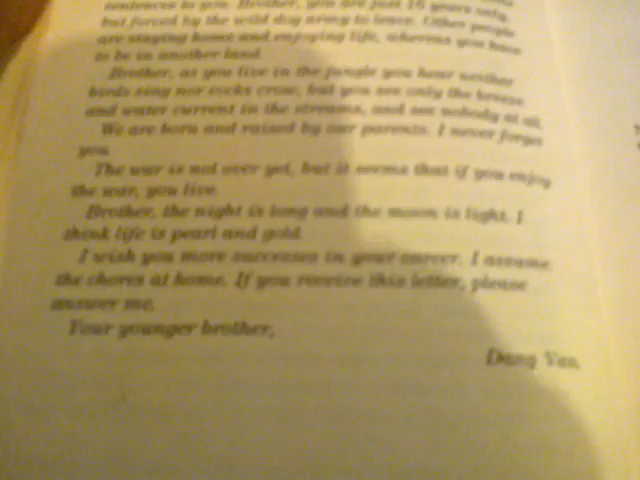 sentences to you. Brother, you are just 16 years only,
but forced by the wild dog army to leave. Other people
are staying home and enjoying life, whereas you have
to be in another land.
Brother, as you live in the jungle you hear neither
birds sing nor cocks crow, but you see only the breeze
and water current in the streams, and see nobody at all.
We are born and raised by our parents. I never forget
you.
The war is not over yet, but it seems that if you enjoy
the war, you live.
Brother, the night is long and the moon is light. I
think life is pearl and gold.
I wish you more successes in your career. I assume
the chores at home. If you receive this letter, please
answer me.
Your younger brother,
Dang Van